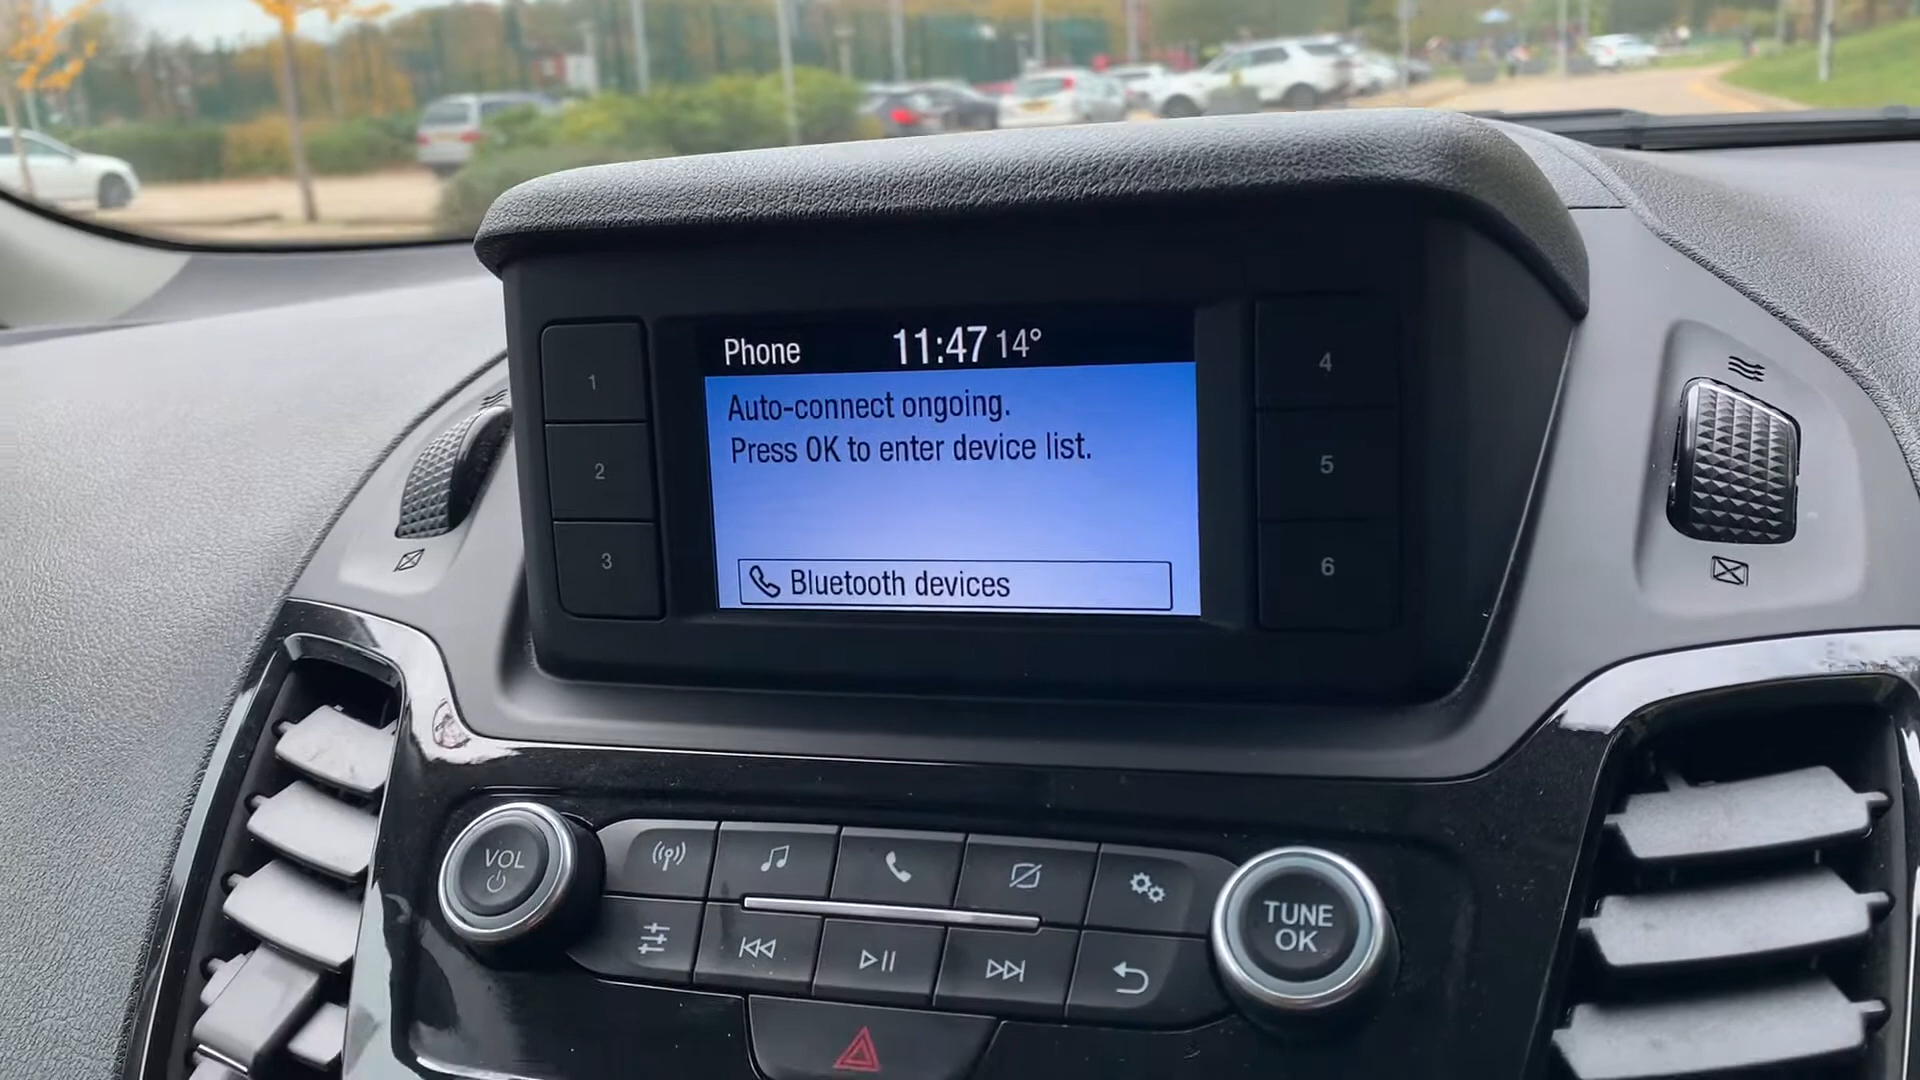 Phone 11:47 14°
Auto-connect ongoing.
Press OK to enter device list.
Bluetooth devices
1
2
3
4
5
6
VOL
TUNE
OK